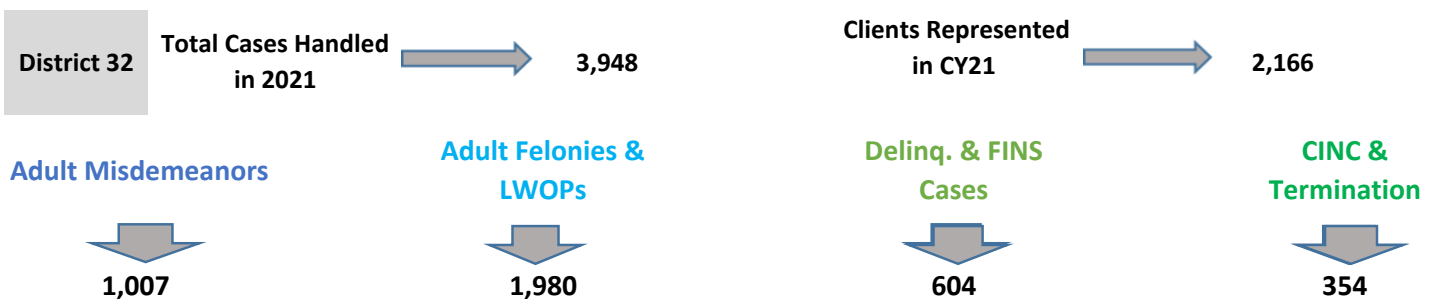 District 32
Total Cases Handled
in 2021
3,948
Clients Represented
in CY21
2,166
Adult Misdemeanors
Adult Felonies &
LWOPs
Delinq. & FINS
Cases
CINC &
Termination
1,007
1,980
604
354